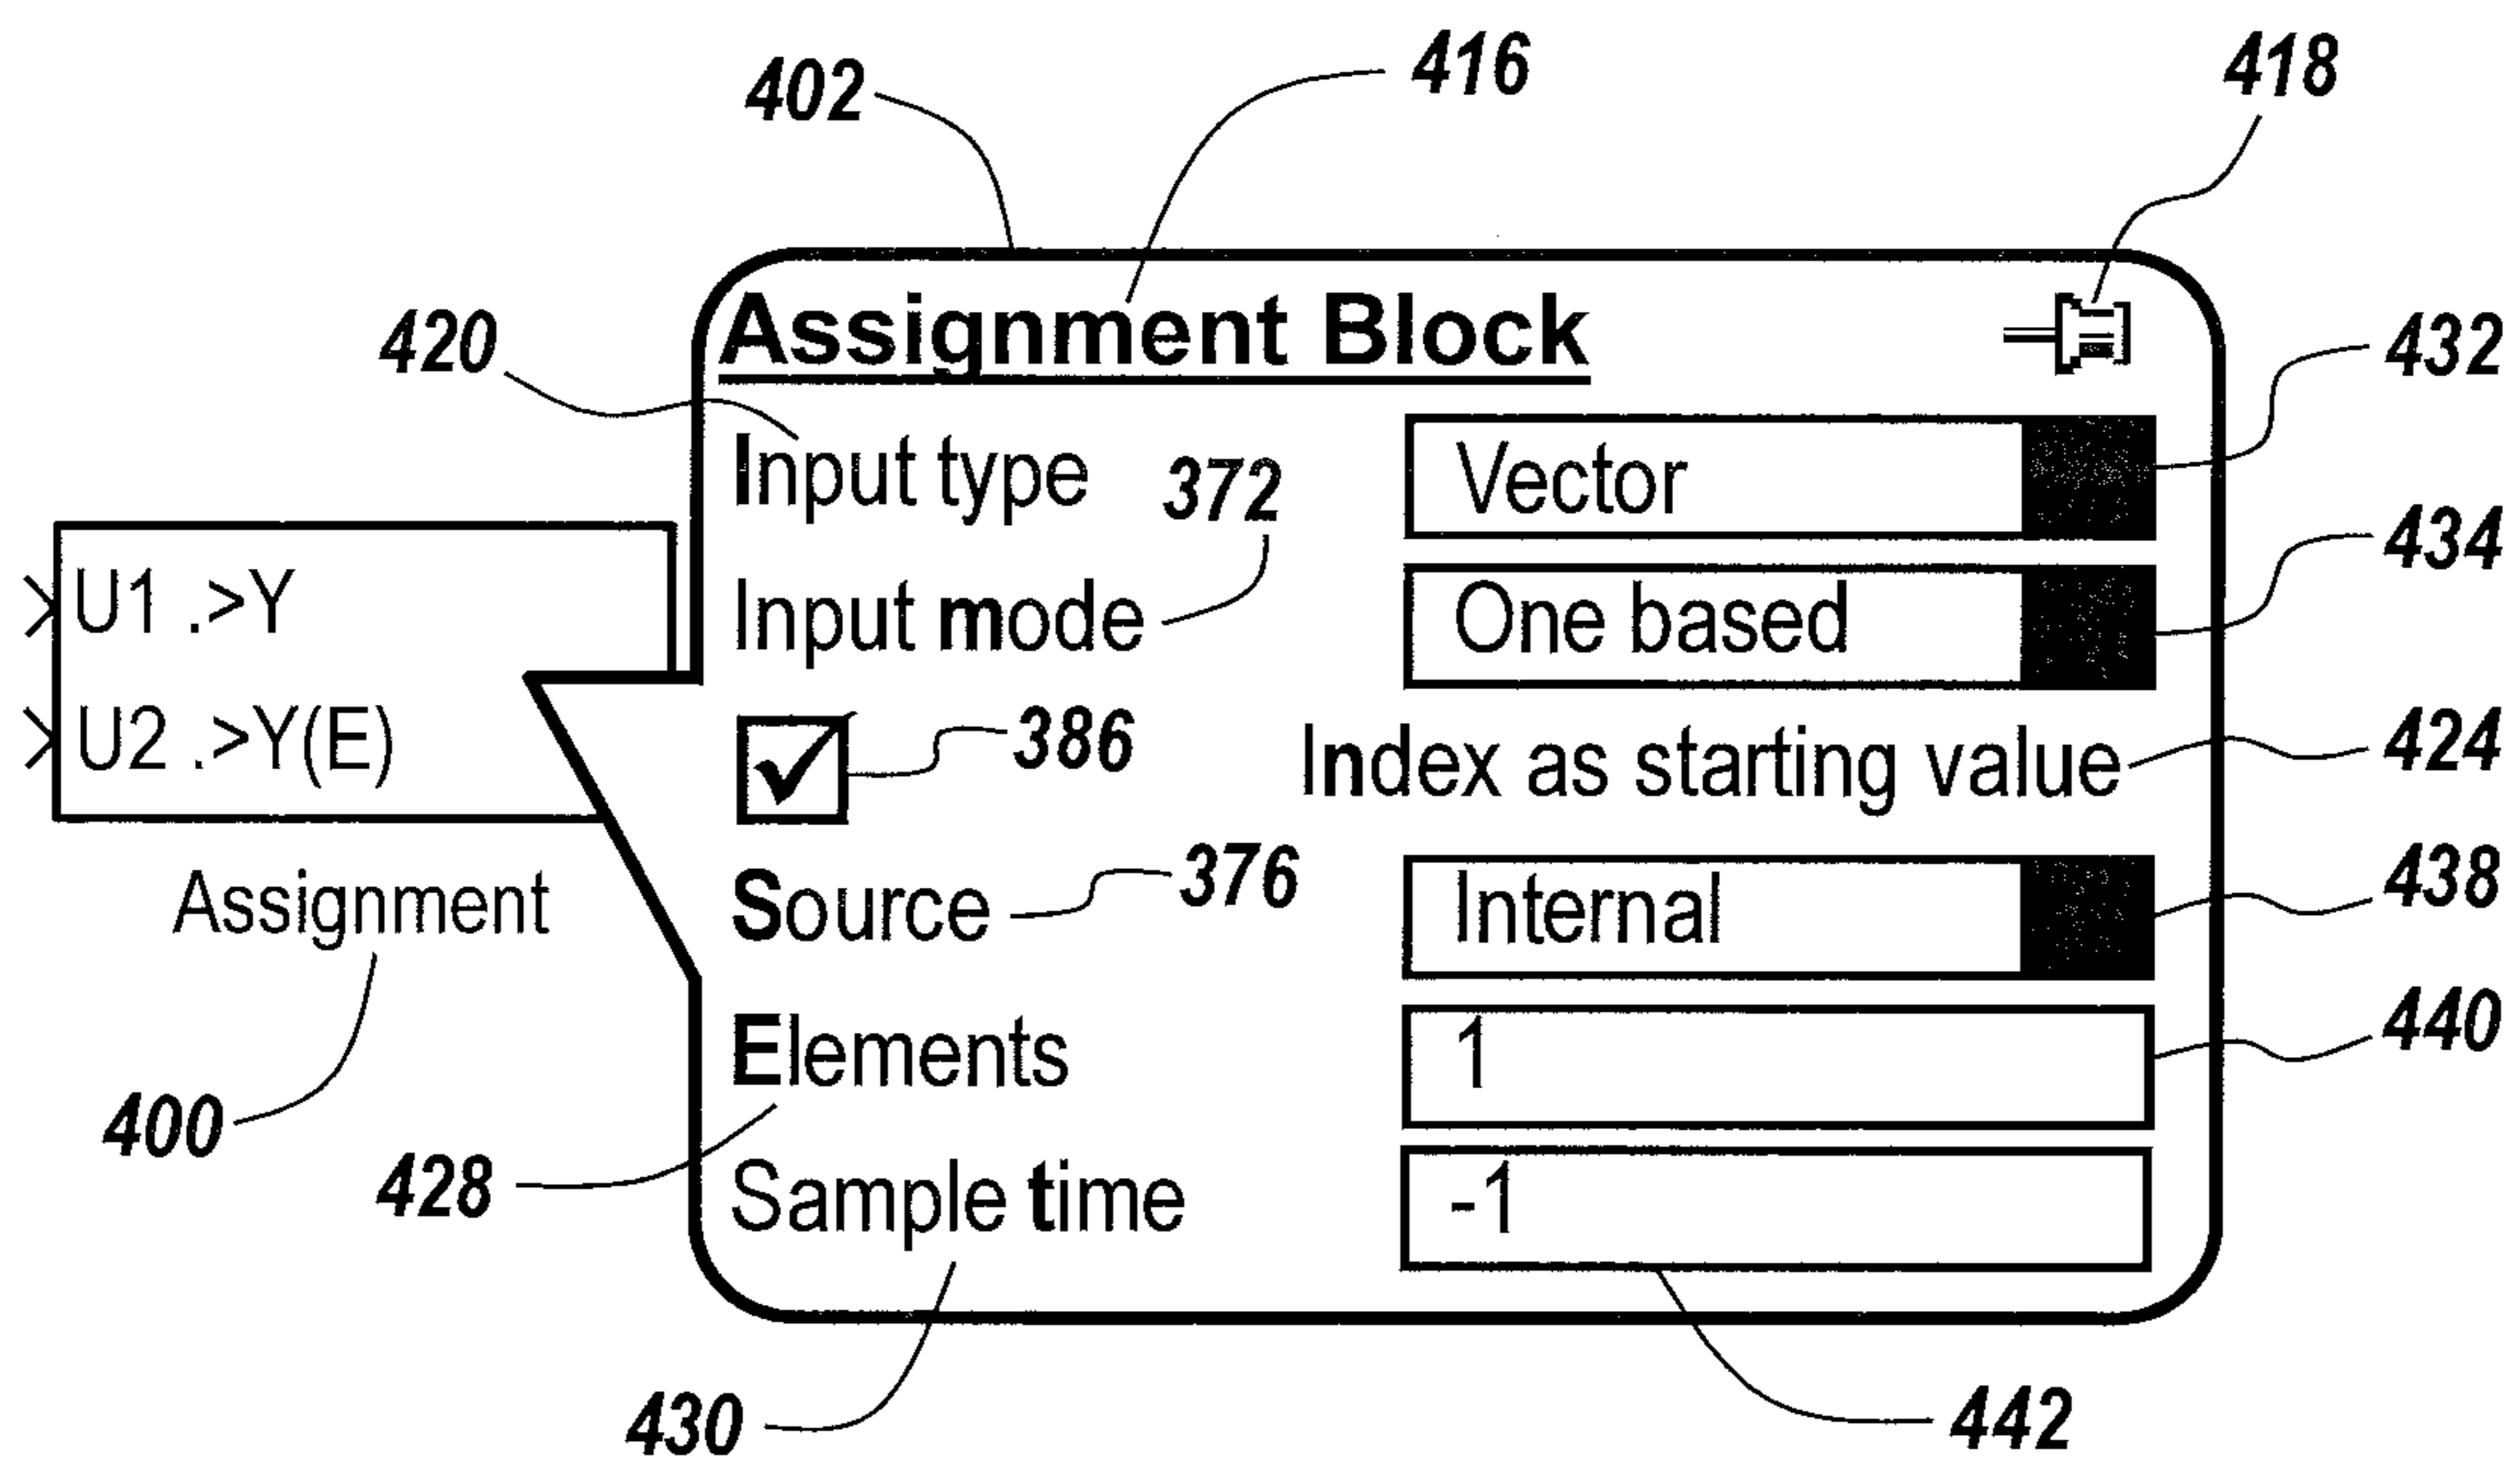 402
416
418
Assignment Block
420
432
Input type
372
Vector
434
Input mode
One based
U1 .>Y
U2 .>Y(E)
386
Index as starting value
424
Assignment
Source
376
Internal
438
400
Elements
1
440
428
Sample time
-1
430
442